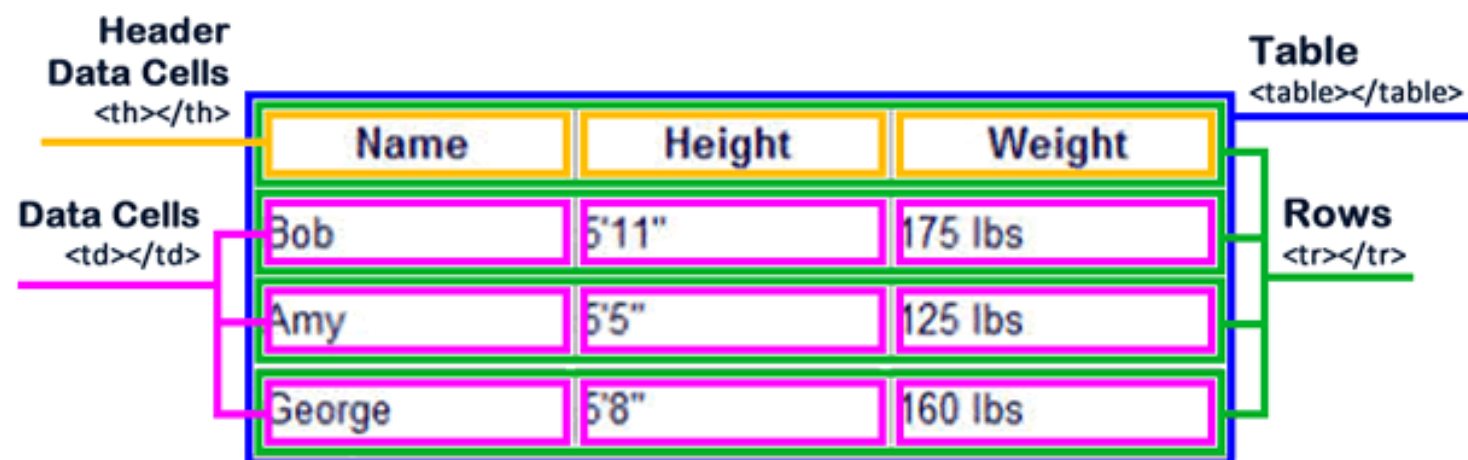 Header
Data Cells
<th></th>
Table
<table></table>
Name Height Weight
Data Cells
<td></td>
Rows
<tr></tr>
Bob 5'11" 175 lbs
Amy 5'5" 125 lbs
George 5'8" 160 lbs